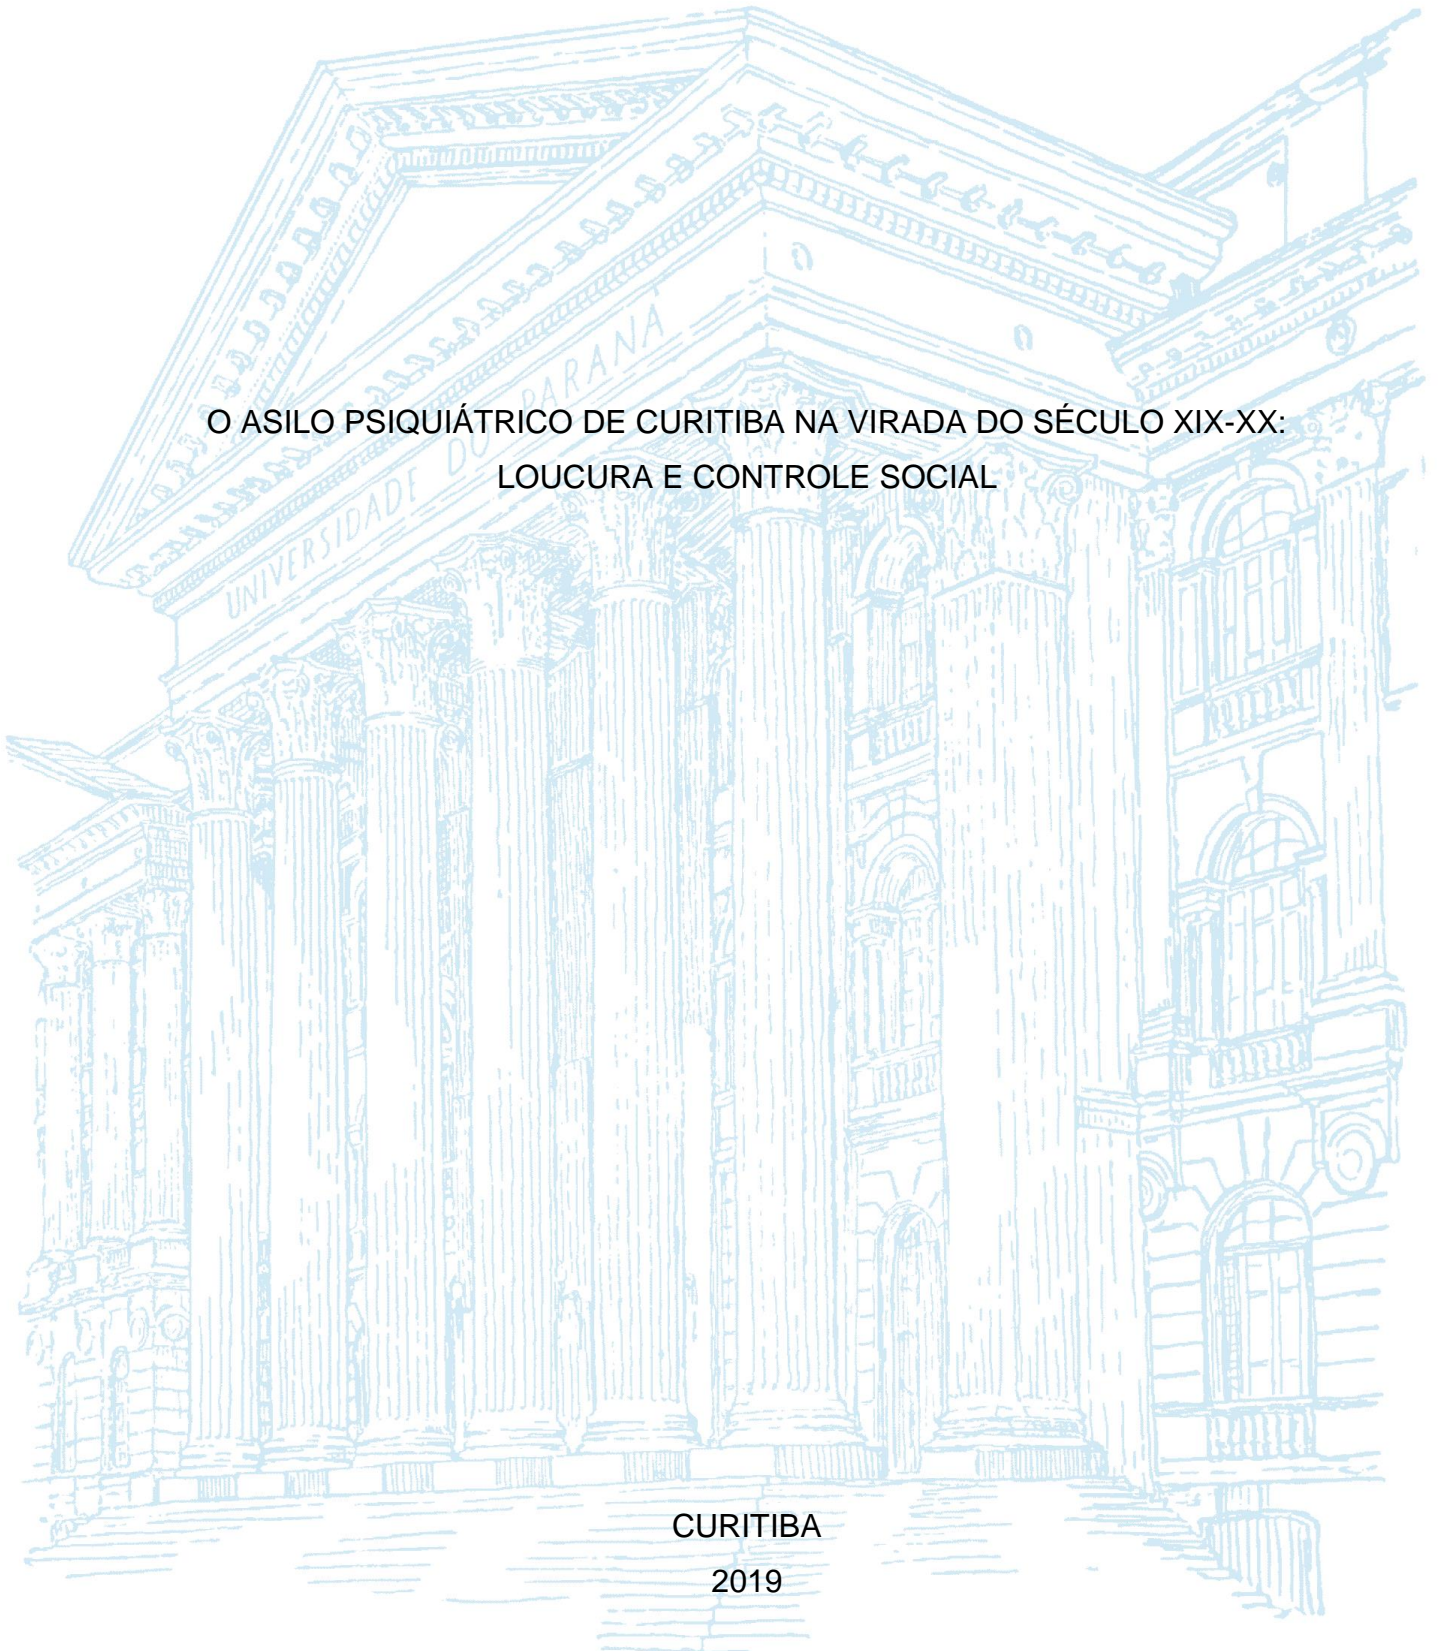 UNIVERSIDADE DO PARANÁ
O ASILO PSIQUIÁTRICO DE CURITIBA NA VIRADA DO SÉCULO XIX-XX:
LOUCURA E CONTROLE SOCIAL
CURITIBA
2019